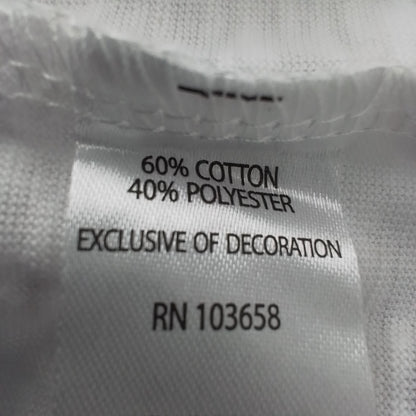 60% COTTON
40% POLYESTER
EXCLUSIVE OF DECORATION
RN 103658